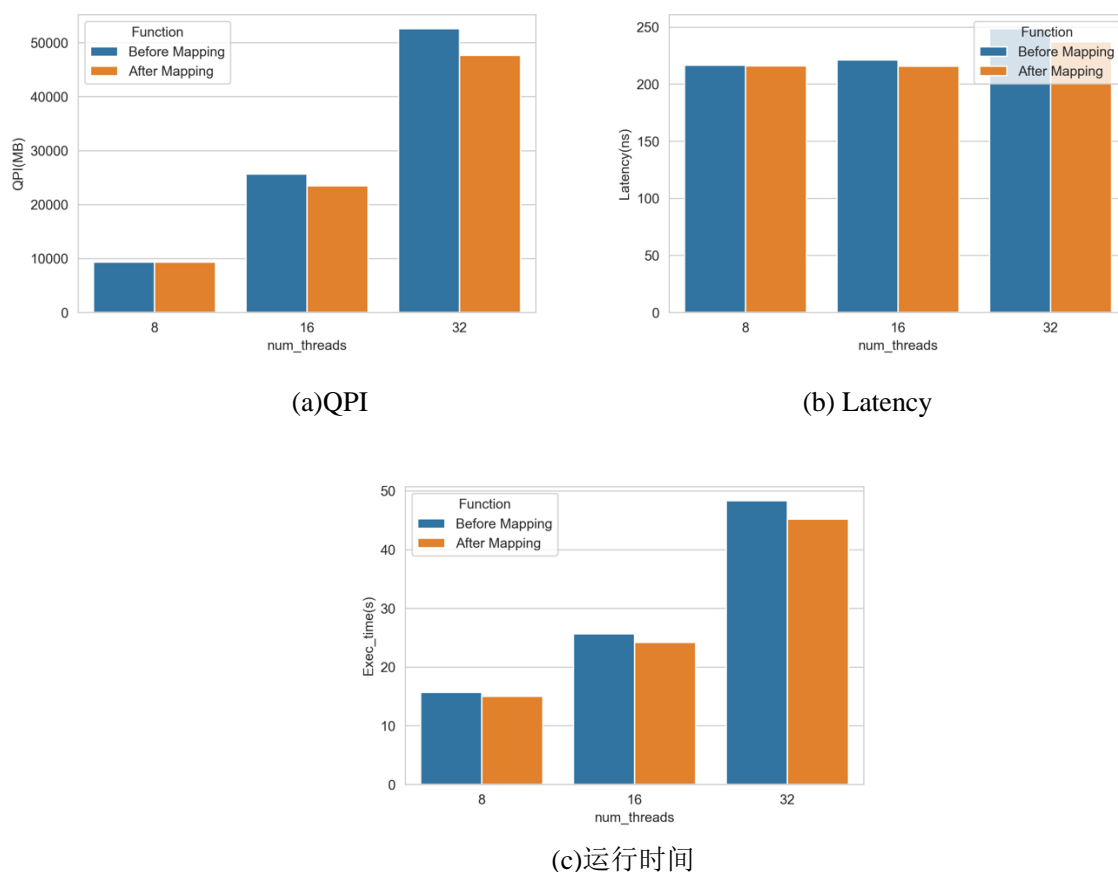 Function
Before Mapping
After Mapping
50000
40000
30000
20000
10000
0
QPI(MB)
8
16
32
num_threads
(a)QPI
Function
Before Mapping
After Mapping
250
200
150
100
50
0
Latency(ns)
8
16
32
num_threads
(b) Latency
Function
Before Mapping
After Mapping
50
40
30
20
10
0
Exec_time(s)
8
16
32
num_threads
(c)运行时间